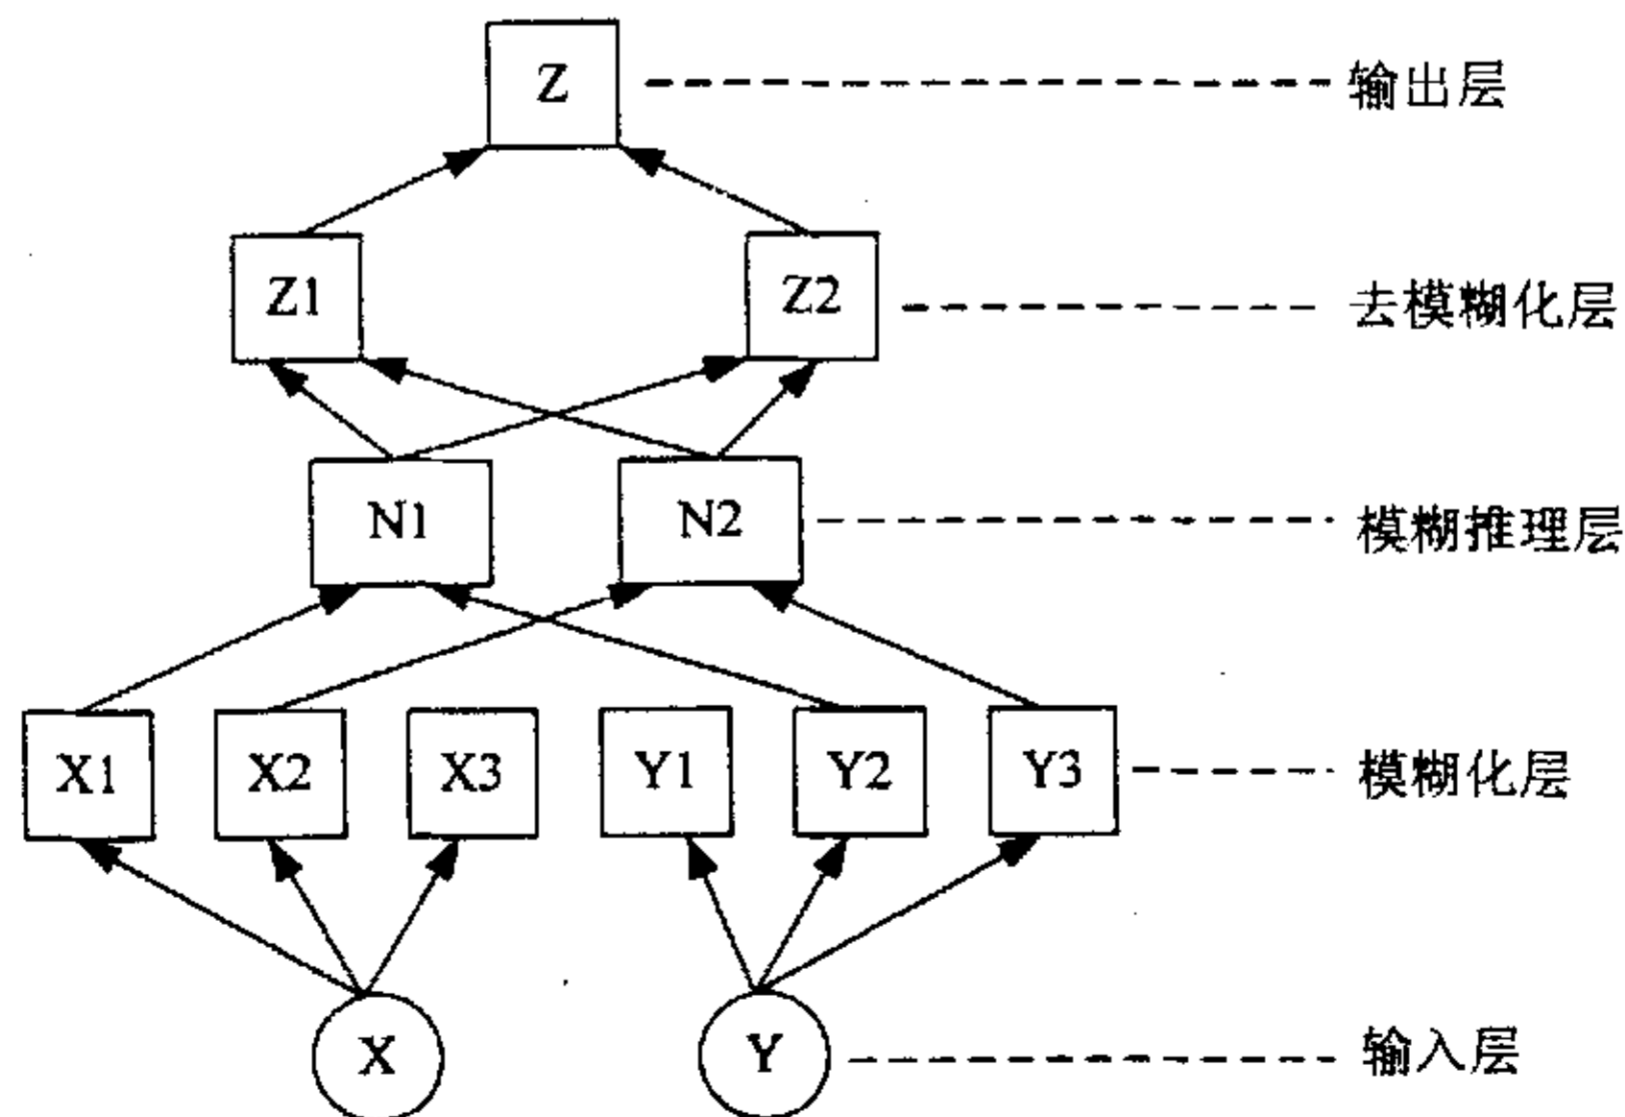 Z 输出层
Z1 Z2 去模糊化层
N1 N2 模糊推理层
X1 X2 X3 Y1 Y2 Y3 模糊化层
X Y 输入层